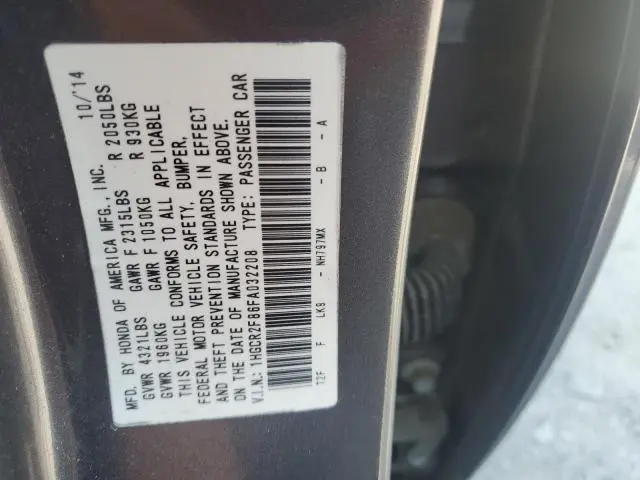 MFD. BY HONDA OF AMERICA MFG., INC. 10/'14
GVWR 4321LBS GAWR F 2315LBS R 2050LBS
GVWR 1960KG GAWR F 1050KG R 930KG
THIS VEHICLE CONFORMS TO ALL APPLICABLE
FEDERAL MOTOR VEHICLE SAFETY, BUMPER,
AND THEFT PREVENTION STANDARDS IN EFFECT
ON THE DATE OF MANUFACTURE SHOWN ABOVE.
V.I.N.: 1HGCR2F86FA032208 TYPE: PASSENGER CAR
T2F F LK9 - NH797MX - B - A